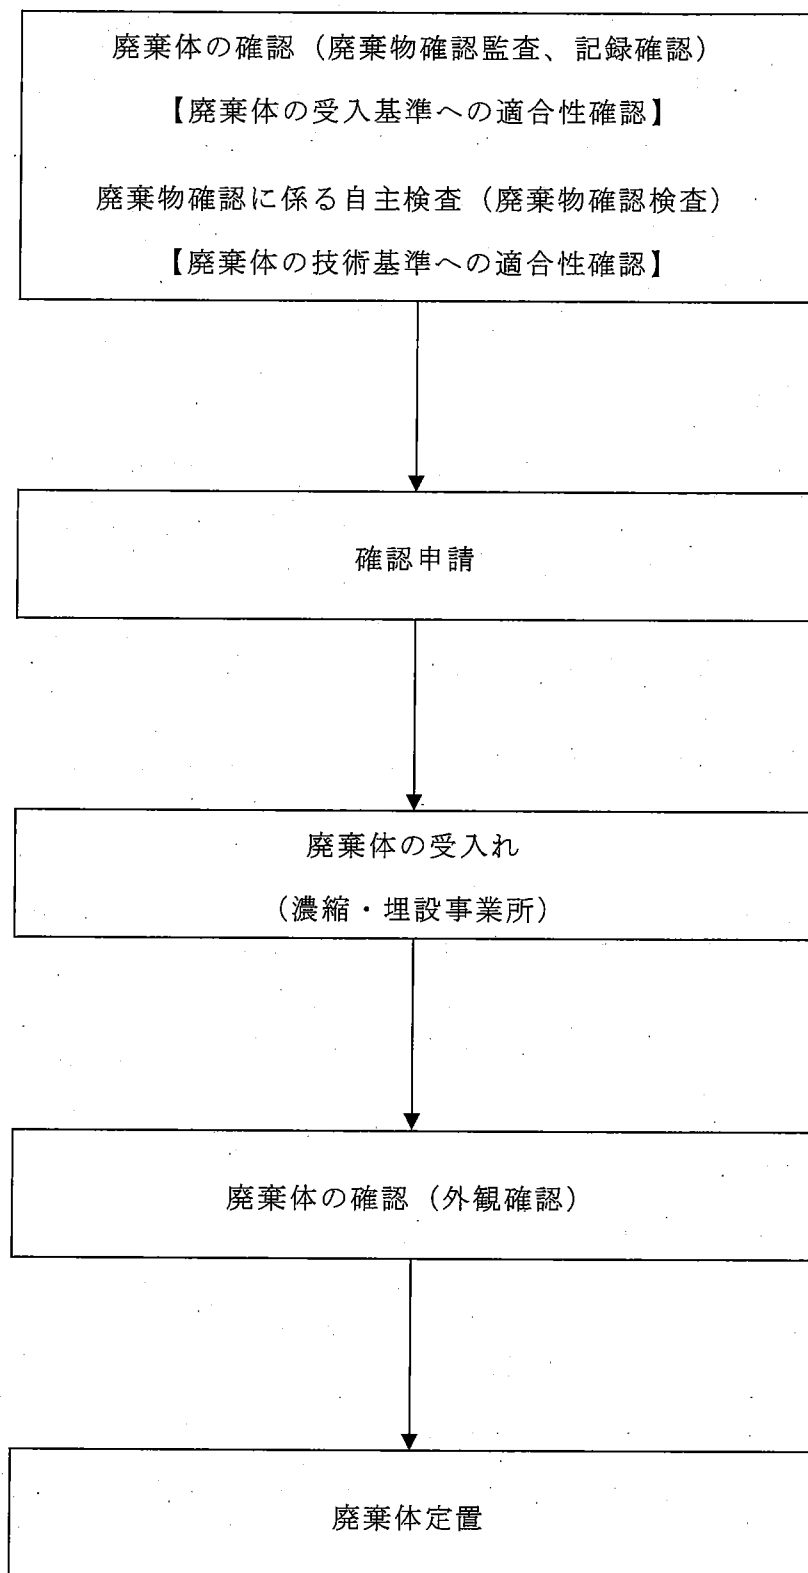 廃棄体の確認（廃棄物確認監査、記録確認）
【廃棄体の受入基準への適合性確認】
廃棄物確認に係る自主検査（廃棄物確認検査）
【廃棄体の技術基準への適合性確認】
確認申請
廃棄体の受入れ
（濃縮・埋設事業所）
廃棄体の確認（外観確認）
廃棄体定置